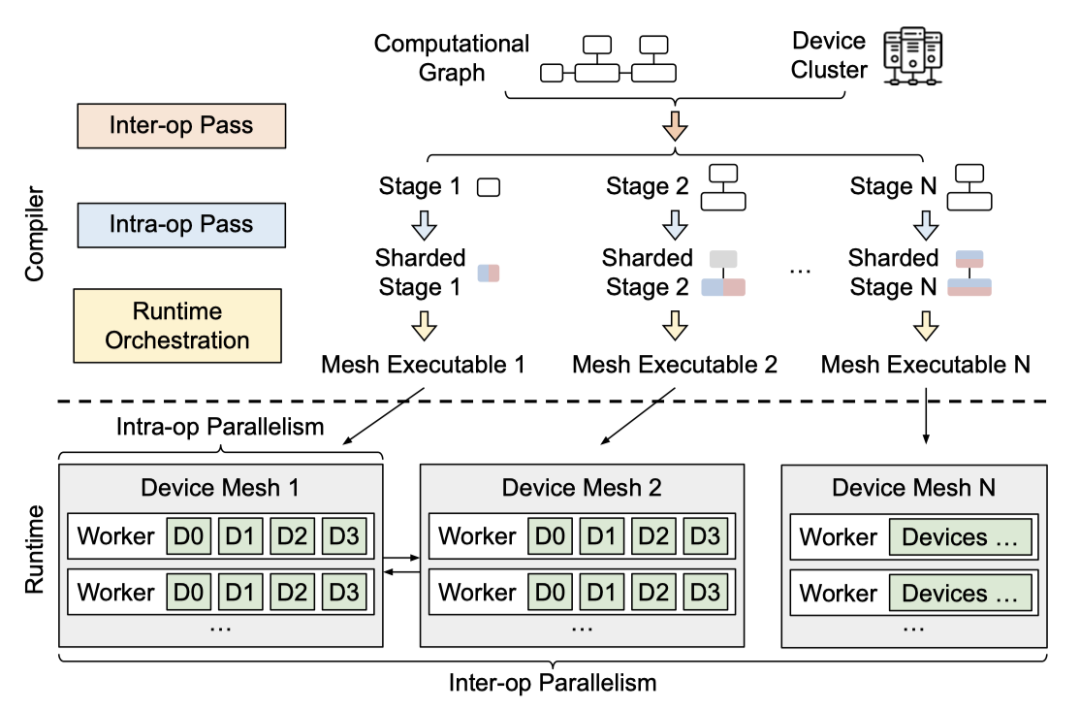 Computational
Graph
Device
Cluster
Compiler
Inter-op Pass
Intra-op Pass
Runtime
Orchestration
Stage 1
Stage 2
Stage N
Sharded
Stage 1
Sharded
Stage 2
...
Sharded
Stage N
Mesh Executable 1
Mesh Executable 2
Mesh Executable N
Runtime
Intra-op Parallelism
Device Mesh 1
Worker D0 D1 D2 D3
Worker D0 D1 D2 D3
...
Device Mesh 2
Worker D0 D1 D2 D3
Worker D0 D1 D2 D3
...
Device Mesh N
Worker Devices ...
Worker Devices ...
...
Inter-op Parallelism